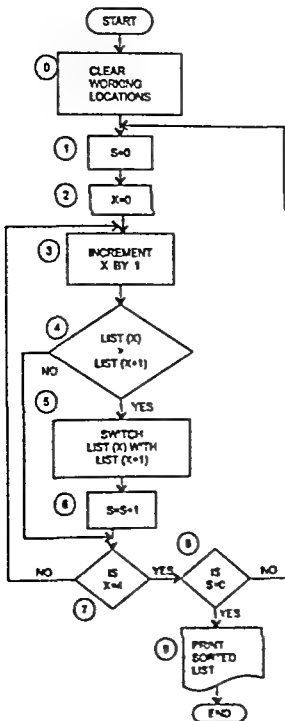 START
0
CLEAR
WORKING
LOCATIONS
1
S=0
2
X=0
3
INCREMENT
X BY 1
4
LIST (X)
>
LIST (X+1)
NO
YES
5
SWITCH
LIST (X) WITH
LIST (X+1)
6
S=S+1
NO
IS
X=4
YES
7
8
IS
S=0
NO
YES
9
PRINT
SORTED
LIST
END